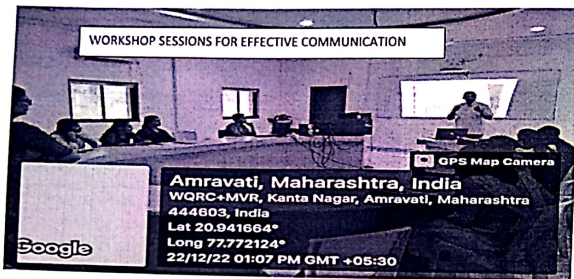 WORKSHOP SESSIONS FOR EFFECTIVE COMMUNICATION
GPS Map Camera
Amravati, Maharashtra, India
WQRC+MVR, Kanta Nagar, Amravati, Maharashtra
444603, India
Lat 20.941664°
Long 77.772124°
22/12/22 01:07 PM GMT +05:30
Google